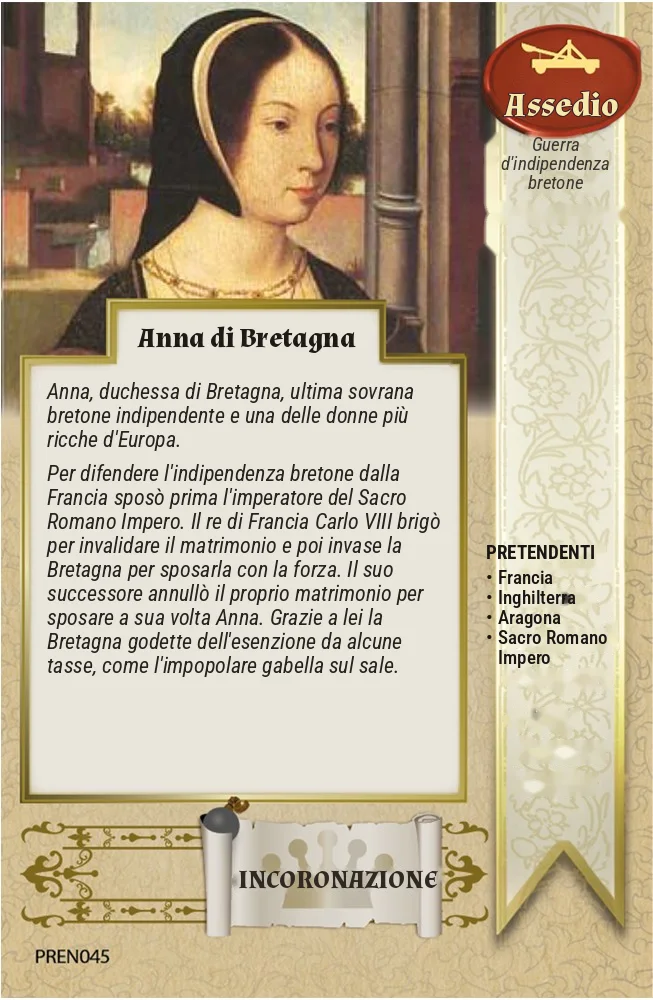 Assedio
Guerra
d'indipendenza
bretone
Anna di Bretagna
Anna, duchessa di Bretagna, ultima sovrana
bretone indipendente e una delle donne più
ricche d'Europa.
Per difendere l'indipendenza bretone dalla
Francia sposò prima l'imperatore del Sacro
Romano Impero. Il re di Francia Carlo VIII brigò
per invalidare il matrimonio e poi invase la
Bretagna per sposarla con la forza. Il suo
successore annullò il proprio matrimonio per
sposare a sua volta Anna. Grazie a lei la
Bretagna godette dell'esenzione da alcune
tasse, come l'impopolare gabella sul sale.
PRETENDENTI
• Francia
• Inghilterra
• Aragona
• Sacro Romano
Impero
INCORONAZIONE
PREN045